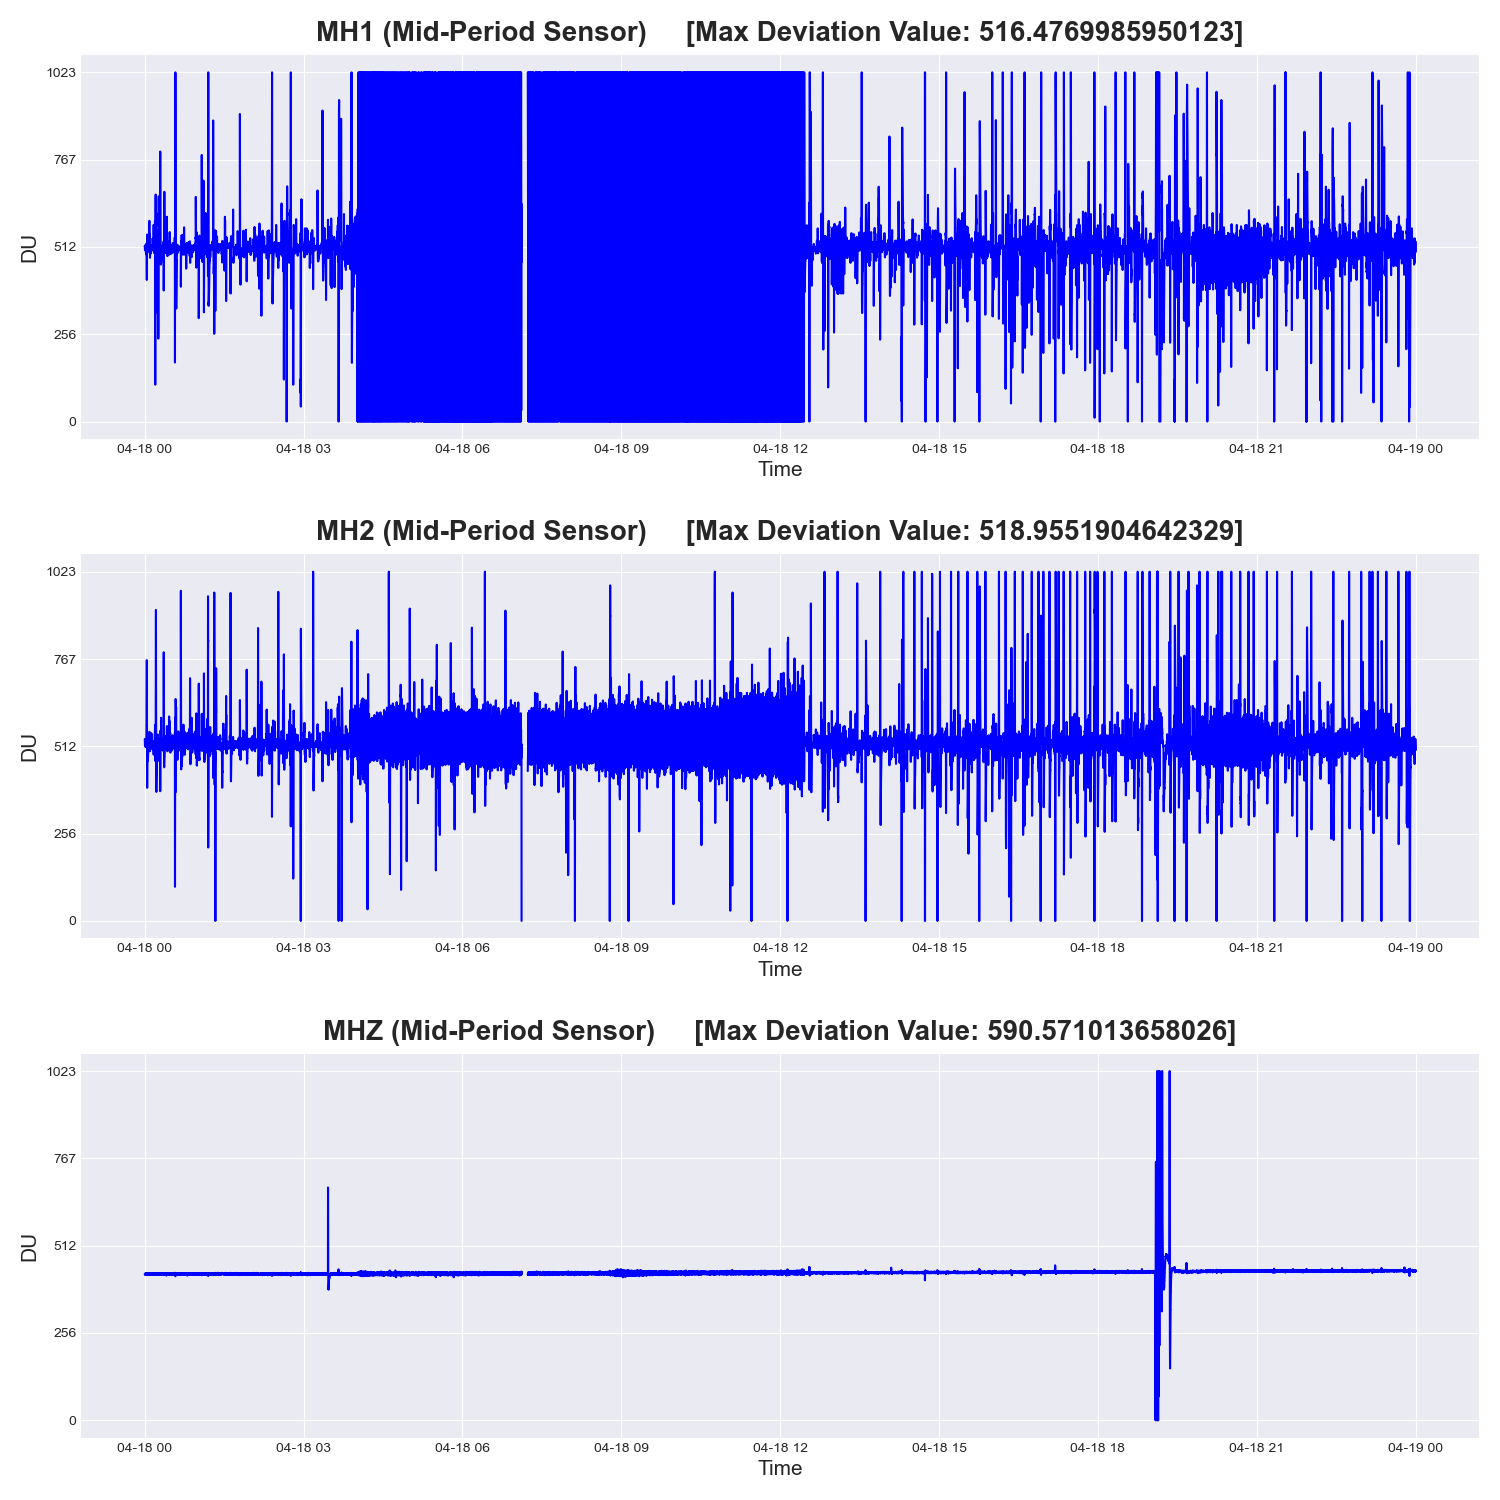 MH1 (Mid-Period Sensor) [Max Deviation Value: 516.4769985950123]
1023
767
512
256
0
DU
04-18 00 04-18 03 04-18 06 04-18 09 04-18 12 04-18 15 04-18 18 04-18 21 04-19 00
Time
MH2 (Mid-Period Sensor) [Max Deviation Value: 518.9551904642329]
1023
767
512
256
0
DU
04-18 00 04-18 03 04-18 06 04-18 09 04-18 12 04-18 15 04-18 18 04-18 21 04-19 00
Time
MHZ (Mid-Period Sensor) [Max Deviation Value: 590.571013658026]
1023
767
512
256
0
DU
04-18 00 04-18 03 04-18 06 04-18 09 04-18 12 04-18 15 04-18 18 04-18 21 04-19 00
Time